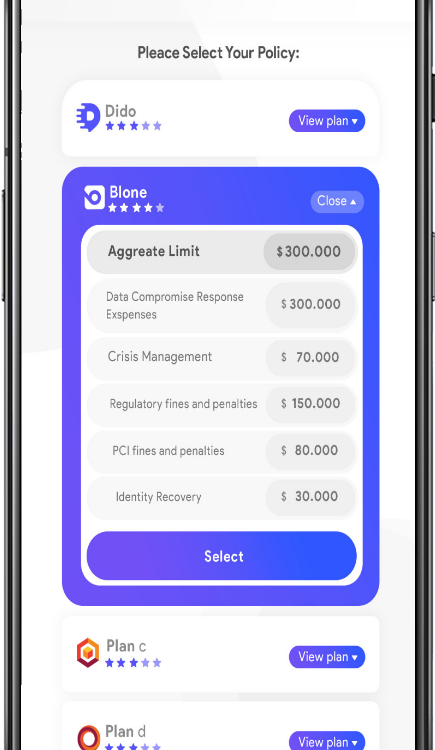 Pleace Select Your Policy:
Dido
View plan ▾
Blone
Close ▴
Aggreate Limit
$300.000
Data Compromise Response
Exspenses
$ 300.000
Crisis Management
$ 70.000
Regulatory fines and penalties
$ 150.000
PCI fines and penalties
$ 80.000
Identity Recovery
$ 30.000
Select
Plan c
View plan ▾
Plan d
View plan ▾